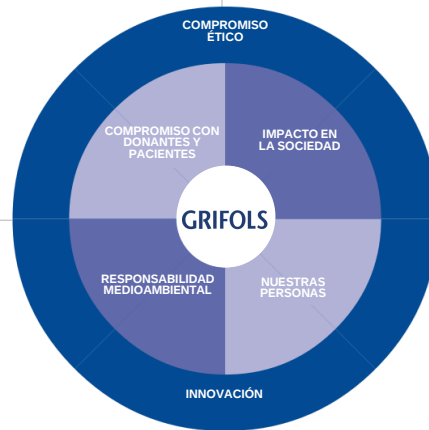 COMPROMISO
ÉTICO
COMPROMISO CON
DONANTES Y
PACIENTES
IMPACTO EN
LA SOCIEDAD
GRIFOLS
RESPONSABILIDAD
MEDIOAMBIENTAL
NUESTRAS
PERSONAS
INNOVACIÓN